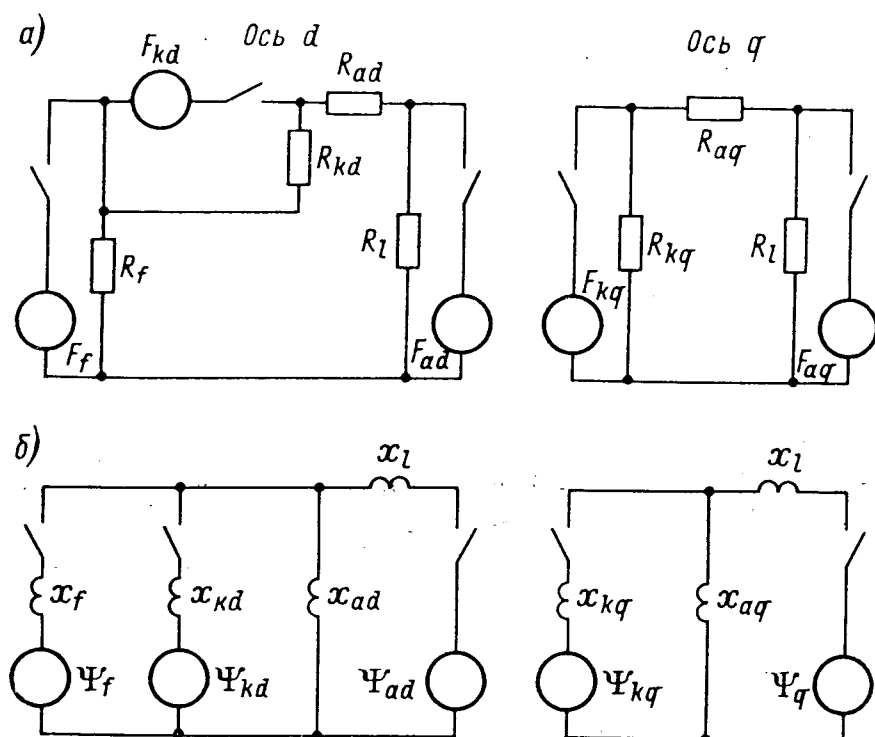 а)
Ось d
Ось q
F_kd
R_ad
R_kd
R_f
R_l
F_f
F_ad
R_aq
R_kq
R_l
F_kq
F_aq
б)
x_l
x_l
x_f
x_кd
x_ad
x_kq
x_aq
Ψ_f
Ψ_kd
Ψ_ad
Ψ_kq
Ψ_q